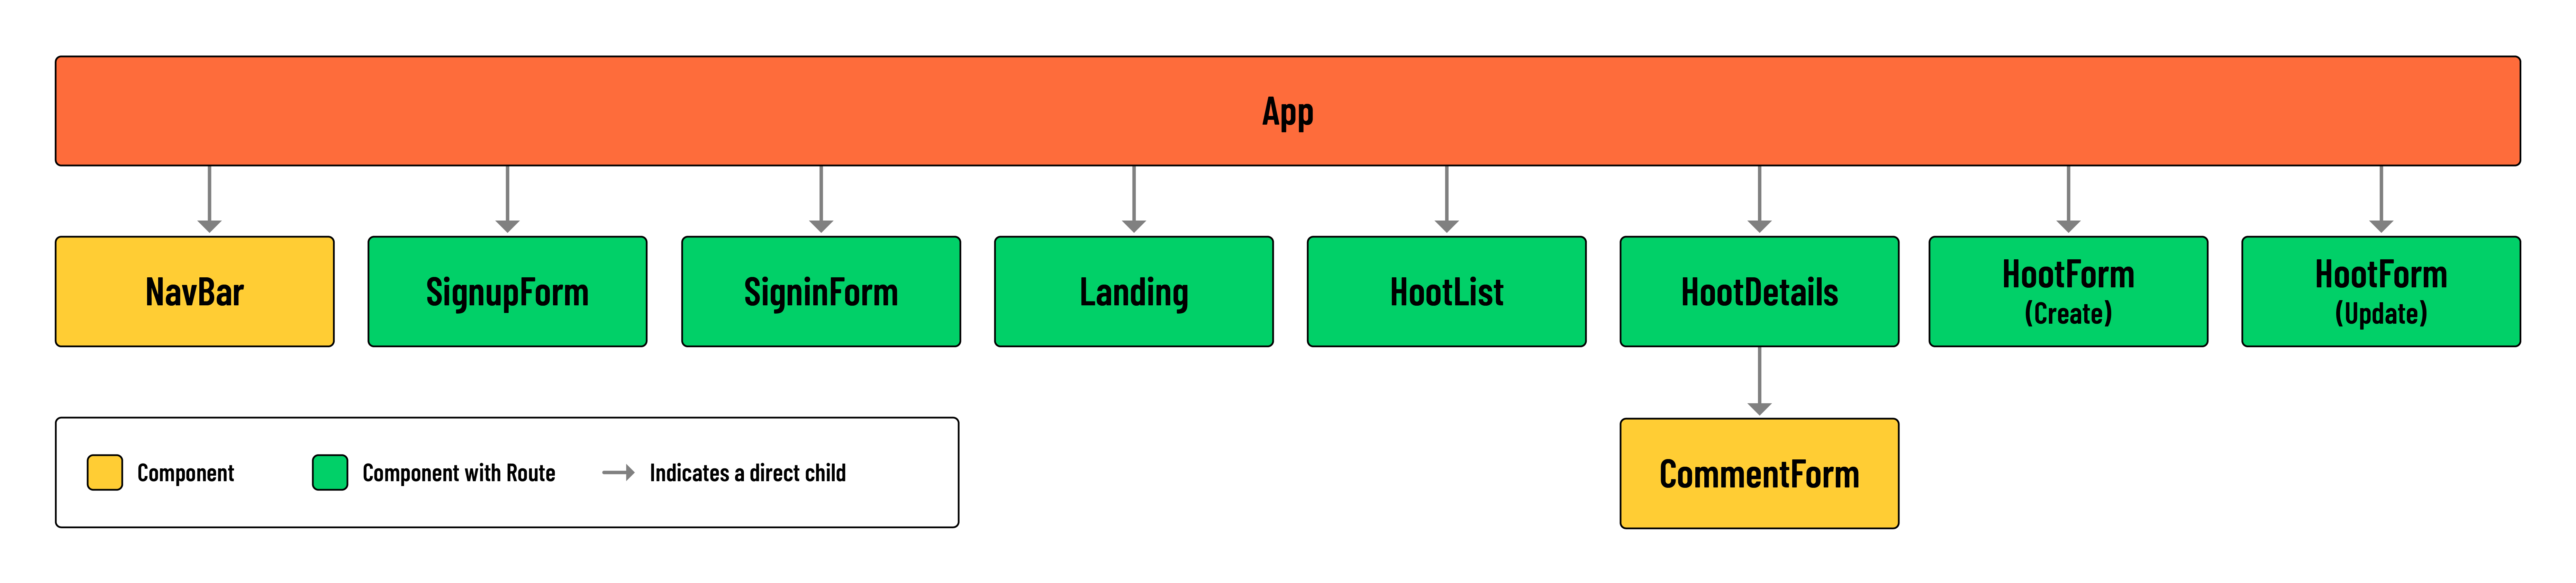 App
NavBar
SignupForm
SigninForm
Landing
HootList
HootDetails
HootForm
(Create)
HootForm
(Update)
CommentForm
Component
Component with Route
Indicates a direct child